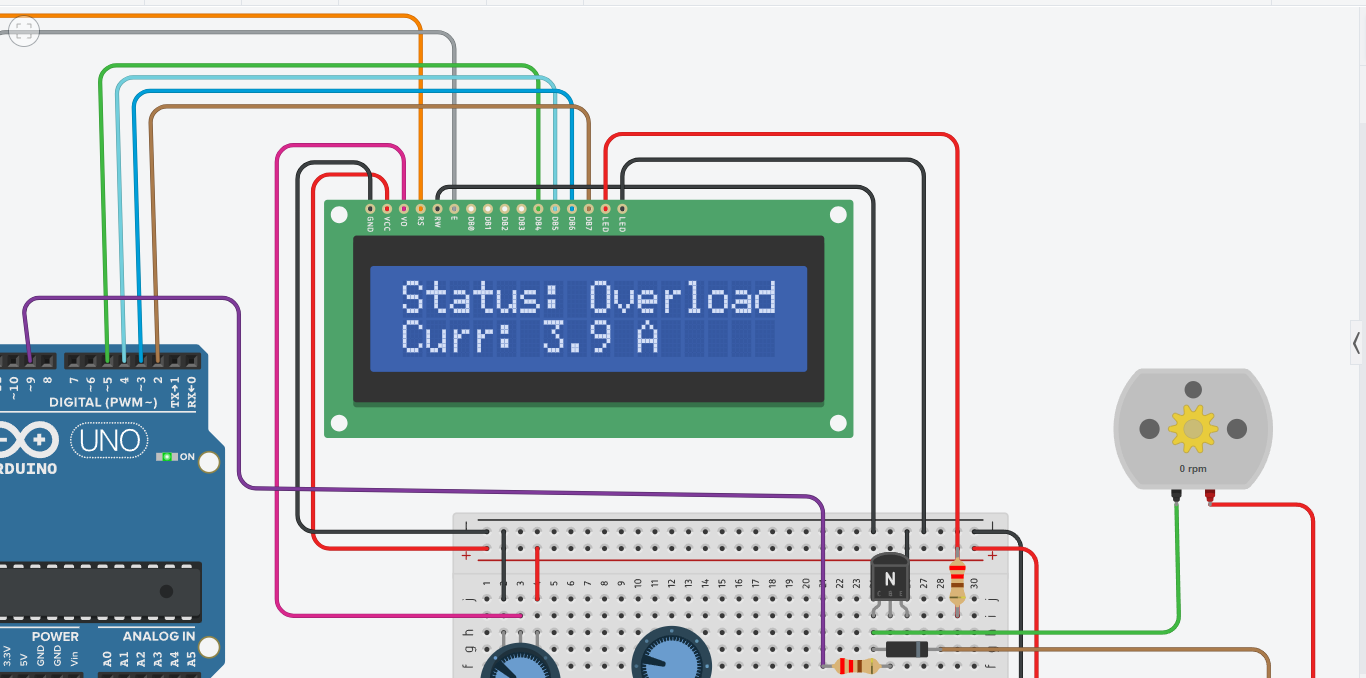 GND VCC V0 RS RW E DB0 DB1 DB2 DB3 DB4 DB5 DB6 DB7 LED LED
Status: Overload
Curr: 3.9 A
~10 ~9 8 7 ~6 ~5 4 ~3 2 TX→1 RX←0
DIGITAL (PWM~)
UNO
ON
RDUINO
0 rpm
- -
+ +
1 2 3 4 5 6 7 8 9 10 11 12 13 14 15 16 17 18 19 20 22 23 27 28 30
N
j j
i i
h h
g g
f f
POWER ANALOG IN
3.3V 5V GND GND Vin A0 A1 A2 A3 A4 A5